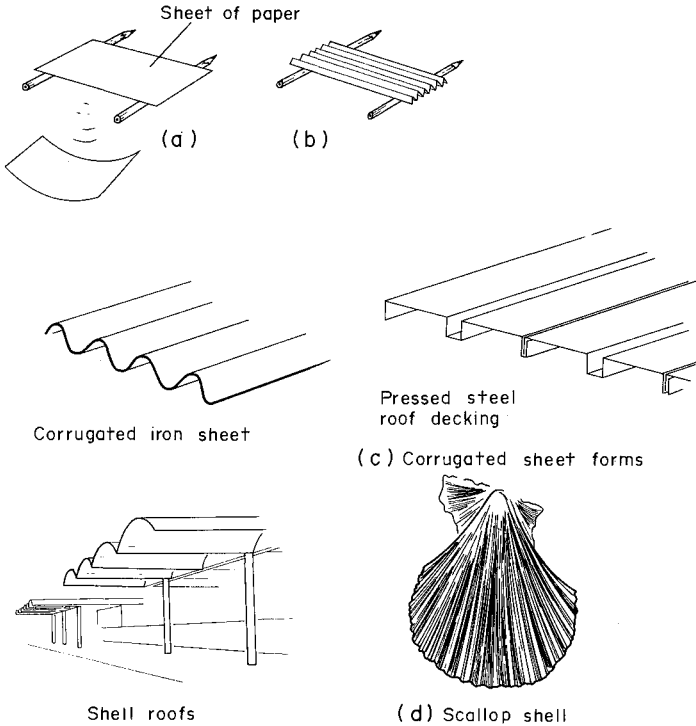 Sheet of paper
(a)
(b)
Corrugated iron sheet
Pressed steel
roof decking
(c) Corrugated sheet forms
Shell roofs
(d) Scallop shell